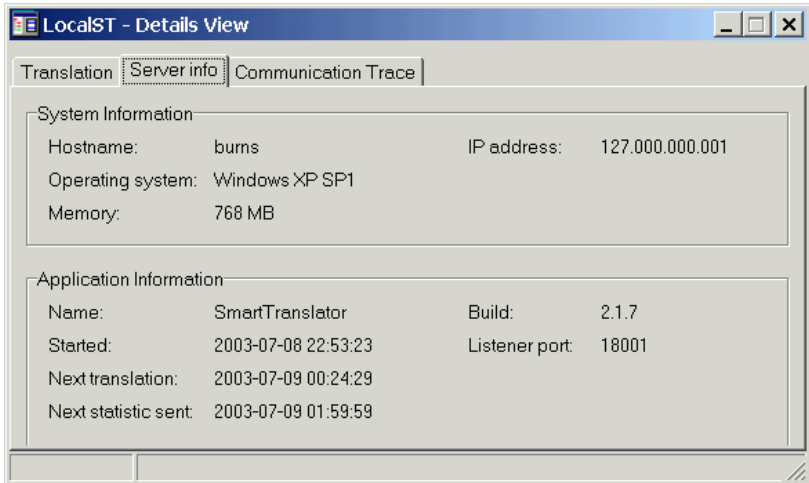 LocalST - Details View
Translation Server info Communication Trace
System Information
Hostname: burns IP address: 127.000.000.001
Operating system: Windows XP SP1
Memory: 768 MB
Application Information
Name: SmartTranslator Build: 2.1.7
Started: 2003-07-08 22:53:23 Listener port: 18001
Next translation: 2003-07-09 00:24:29
Next statistic sent: 2003-07-09 01:59:59